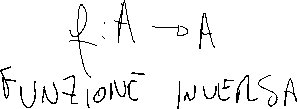 f: A → A
FUNZIONE INVERSA